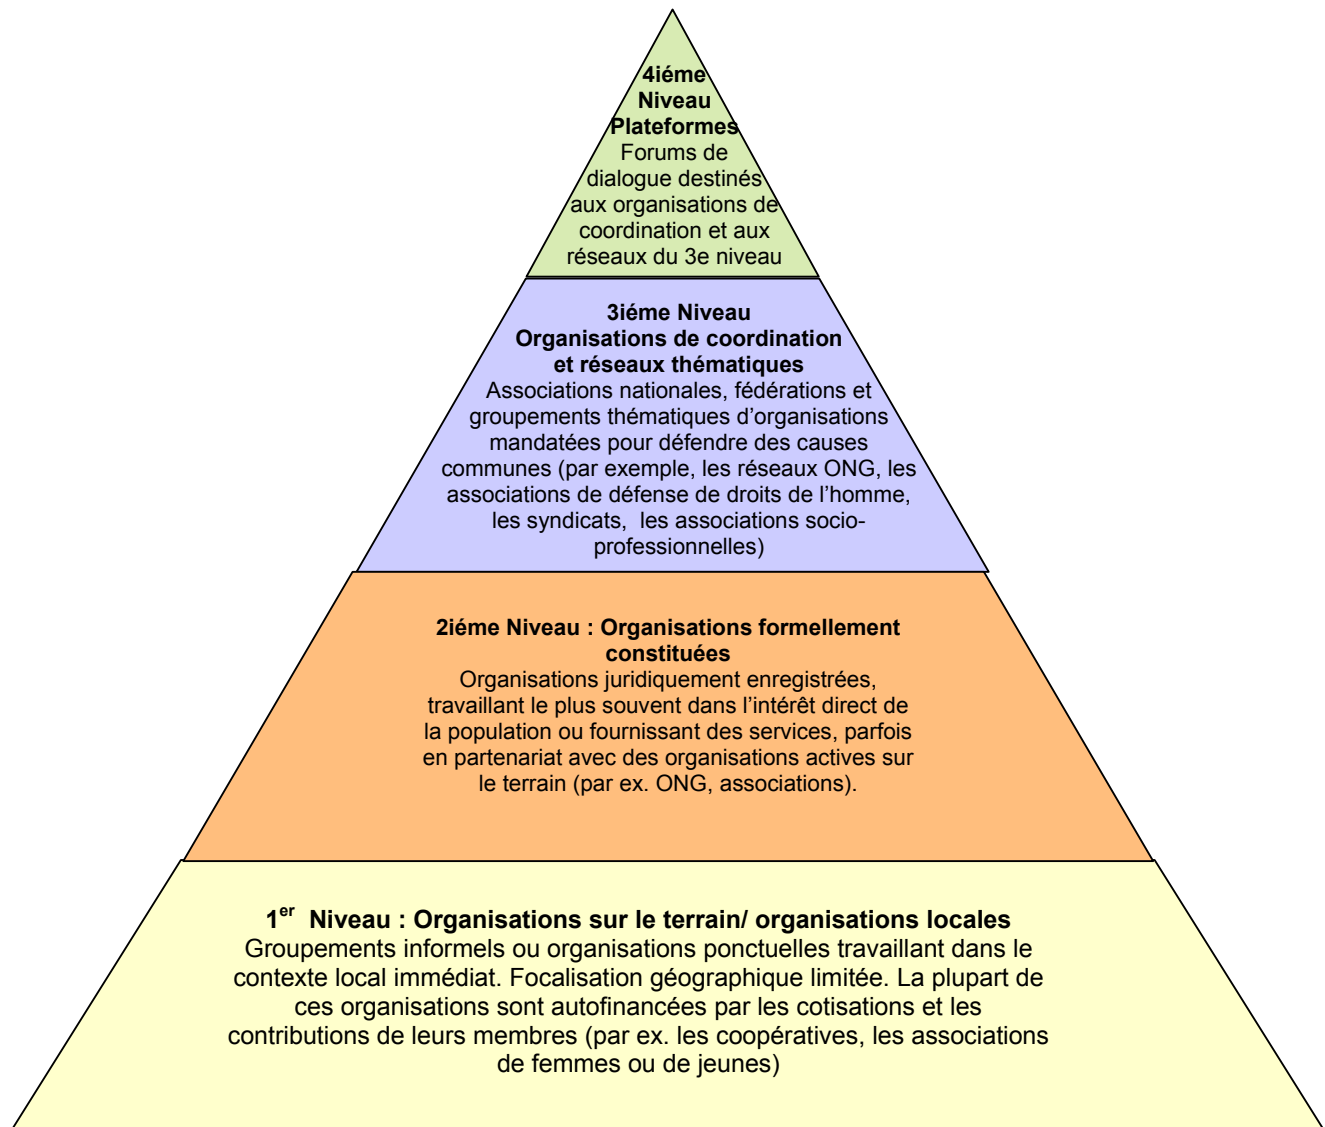 4iéme
Niveau
Plateformes
Forums de
dialogue destinés
aux organisations de
coordination et aux
réseaux du 3e niveau
3iéme Niveau
Organisations de coordination
et réseaux thématiques
Associations nationales, fédérations et
groupements thématiques d’organisations
mandatées pour défendre des causes
communes (par exemple, les réseaux ONG, les
associations de défense de droits de l’homme,
les syndicats, les associations socio-
professionnelles)
2iéme Niveau : Organisations formellement
constituées
Organisations juridiquement enregistrées,
travaillant le plus souvent dans l’intérêt direct de
la population ou fournissant des services, parfois
en partenariat avec des organisations actives sur
le terrain (par ex. ONG, associations).
1er Niveau : Organisations sur le terrain/ organisations locales
Groupements informels ou organisations ponctuelles travaillant dans le
contexte local immédiat. Focalisation géographique limitée. La plupart de
ces organisations sont autofinancées par les cotisations et les
contributions de leurs membres (par ex. les coopératives, les associations
de femmes ou de jeunes)